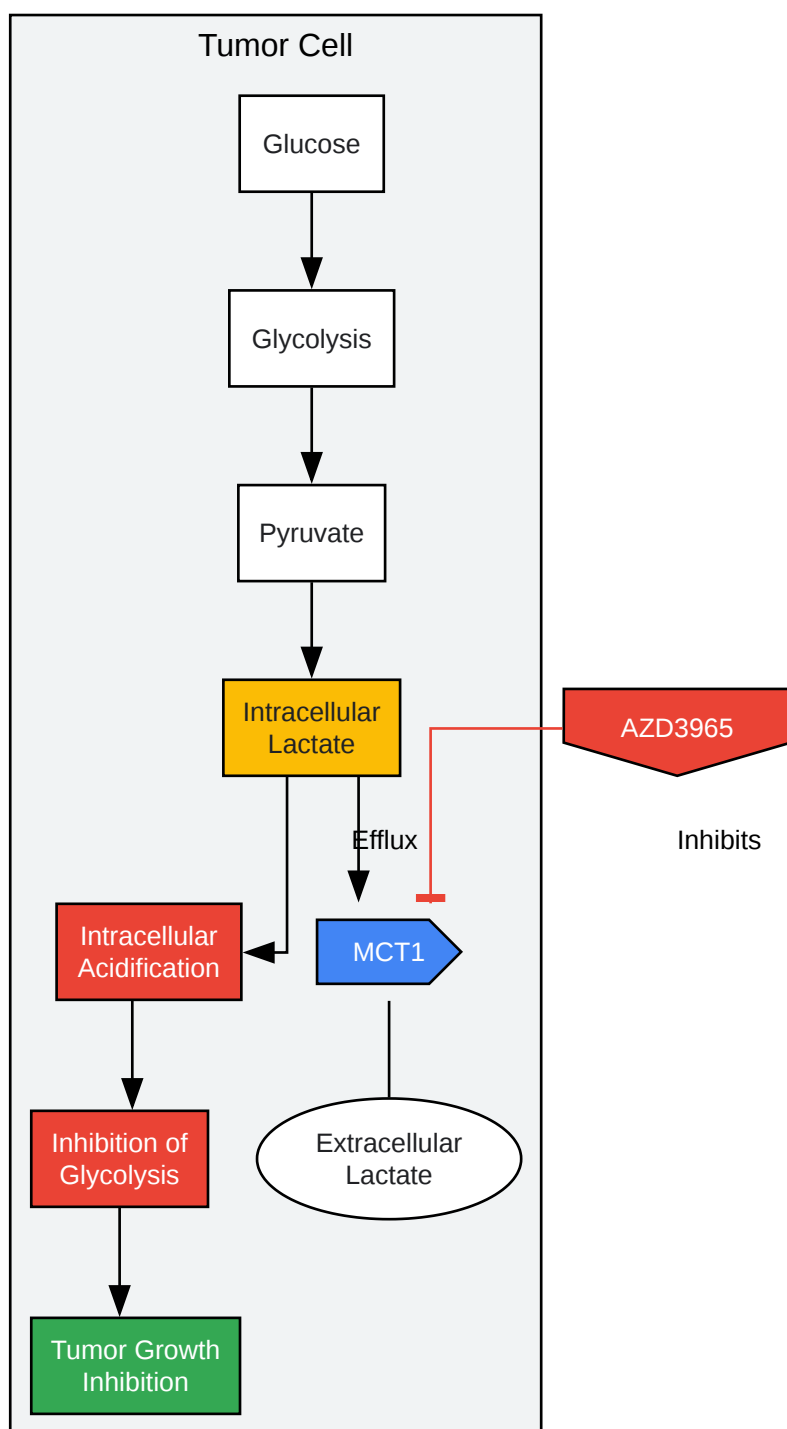 Tumor Cell
Glucose
Glycolysis
Pyruvate
Intracellular
Lactate
AZD3965
Efflux
Inhibits
Intracellular
Acidification
MCT1
Inhibition of
Glycolysis
Extracellular
Lactate
Tumor Growth
Inhibition